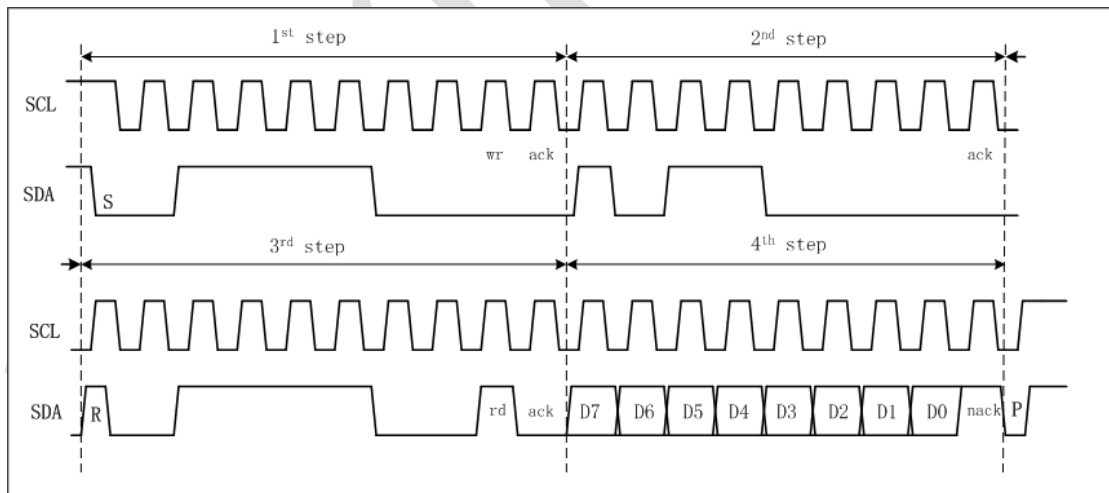 1st step 2nd step
SCL
wr ack ack
SDA S
3rd step 4th step
SCL
SDA R rd ack D7 D6 D5 D4 D3 D2 D1 D0 nack P